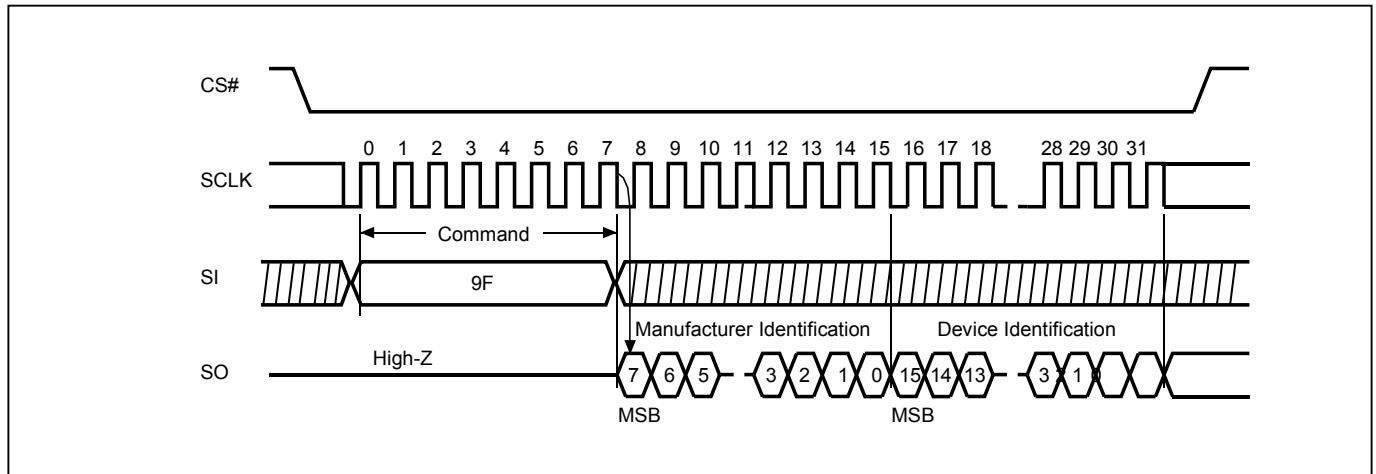 CS#
0 1 2 3 4 5 6 7 8 9 10 11 12 13 14 15 16 17 18 28 29 30 31
SCLK
Command
SI
9F
Manufacturer Identification Device Identification
High-Z
SO
7 6 5 3 2 1 0 15 14 13 3 2 1 0
MSB MSB